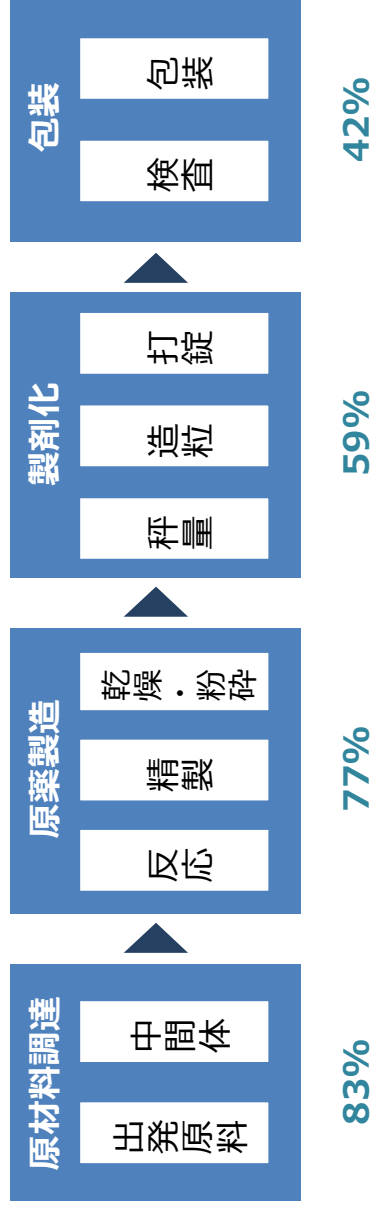 原材料調達
出発原料
中間体
83%
原薬製造
反応
精製
乾燥・粉砕
77%
製剤化
秤量
造粒
打錠
59%
包装
検査
包装
42%